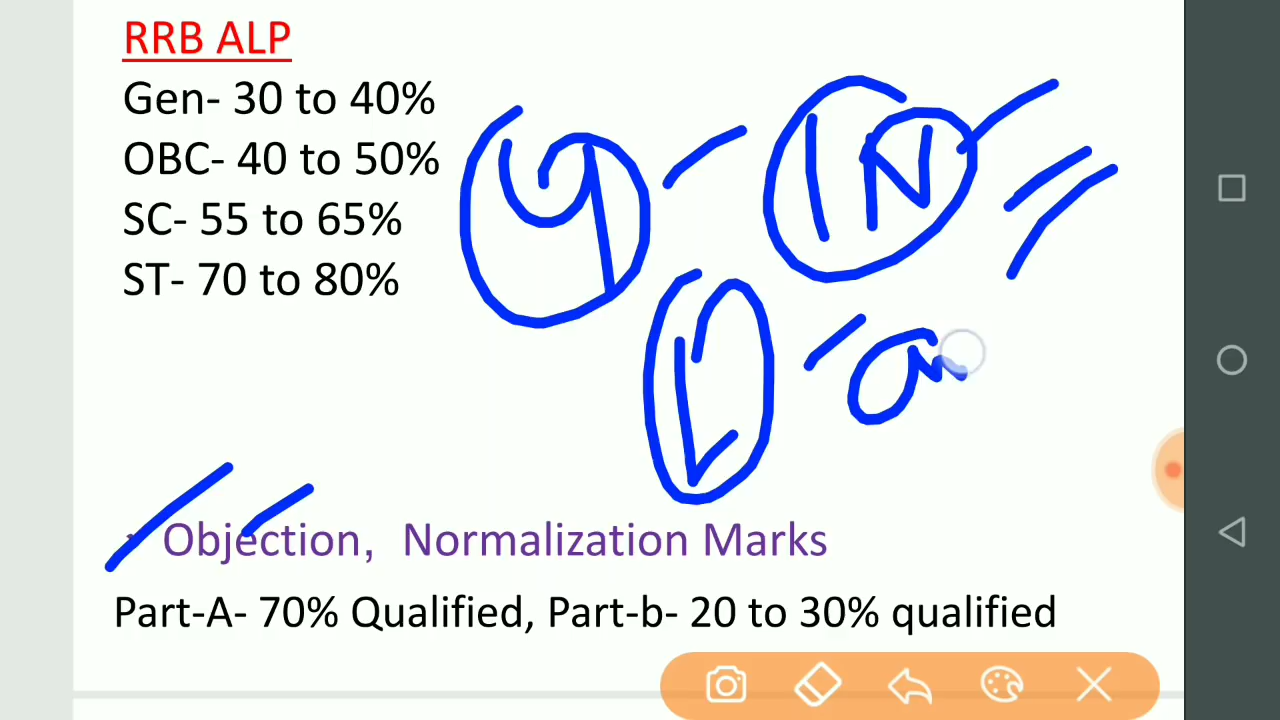 RRB ALP
Gen- 30 to 40%
OBC- 40 to 50%
SC- 55 to 65%
ST- 70 to 80%
Objection, Normalization Marks
Part-A- 70% Qualified, Part-b- 20 to 30% qualified